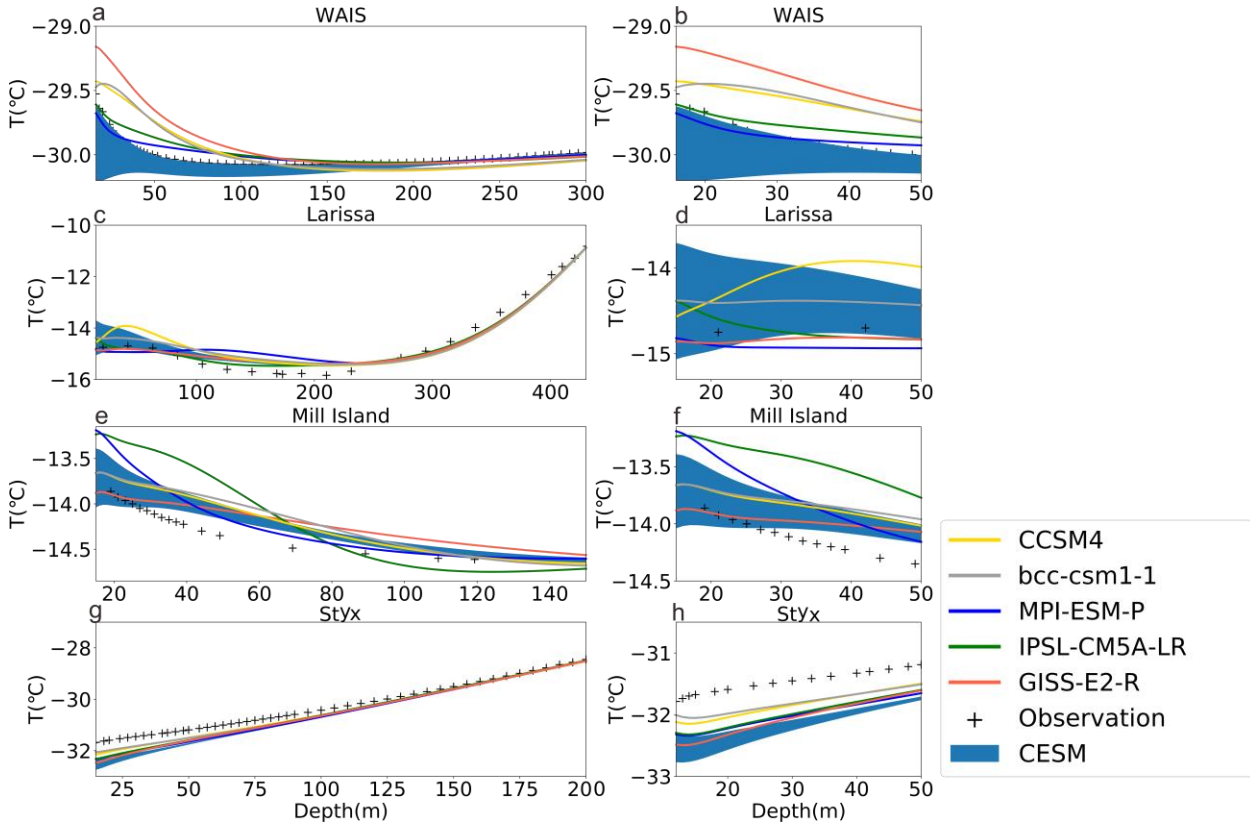 a WAIS
b WAIS
T(℃)
−29.0
−29.5
−30.0
50 100 150 200 250 300
T(℃)
−29.0
−29.5
−30.0
20 30 40 50
c Larissa
d Larissa
T(℃)
−10
−12
−14
−16
100 200 300 400
T(℃)
−14
−15
20 30 40 50
e Mill Island
f Mill Island
T(℃)
−13.5
−14.0
−14.5
20 40 60 80 100 120 140
T(℃)
−13.5
−14.0
−14.5
20 30 40 50
g Styx
h Styx
T(℃)
−28
−30
−32
25 50 75 100 125 150 175 200
Depth(m)
T(℃)
−31
−32
−33
20 30 40 50
Depth(m)
CCSM4
bcc-csm1-1
MPI-ESM-P
IPSL-CM5A-LR
GISS-E2-R
Observation
CESM